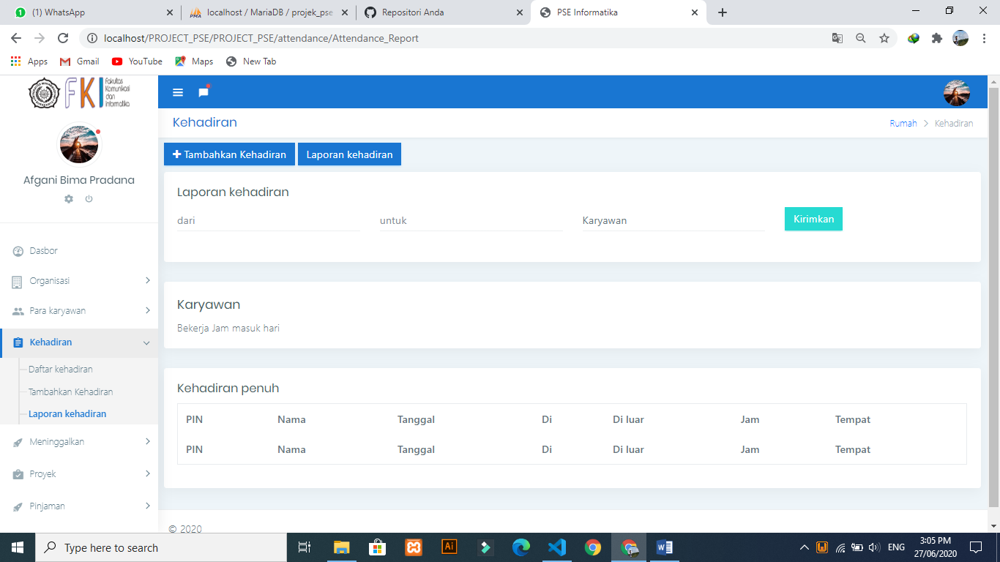 (1) WhatsApp
localhost / MariaDB / projek_pse
Repositori Anda
PSE Informatika
localhost/PROJECT_PSE/PROJECT_PSE/attendance/Attendance_Report
Apps
Gmail
YouTube
Maps
New Tab
FKI
Fakultas
Komunikasi
dan
Informatika
Afgani Bima Pradana
Dasbor
Organisasi
Para karyawan
Kehadiran
Daftar kehadiran
Tambahkan Kehadiran
Laporan kehadiran
Meninggalkan
Proyek
Pinjaman
Kehadiran
Rumah > Kehadiran
Tambahkan Kehadiran
Laporan kehadiran
Laporan kehadiran
dari untuk Karyawan Kirimkan
Karyawan
Bekerja Jam masuk hari
Kehadiran penuh
PIN Nama Tanggal Di Di luar Jam Tempat
PIN Nama Tanggal Di Di luar Jam Tempat
© 2020
Type here to search
Ai
ENG
3:05 PM
27/06/2020